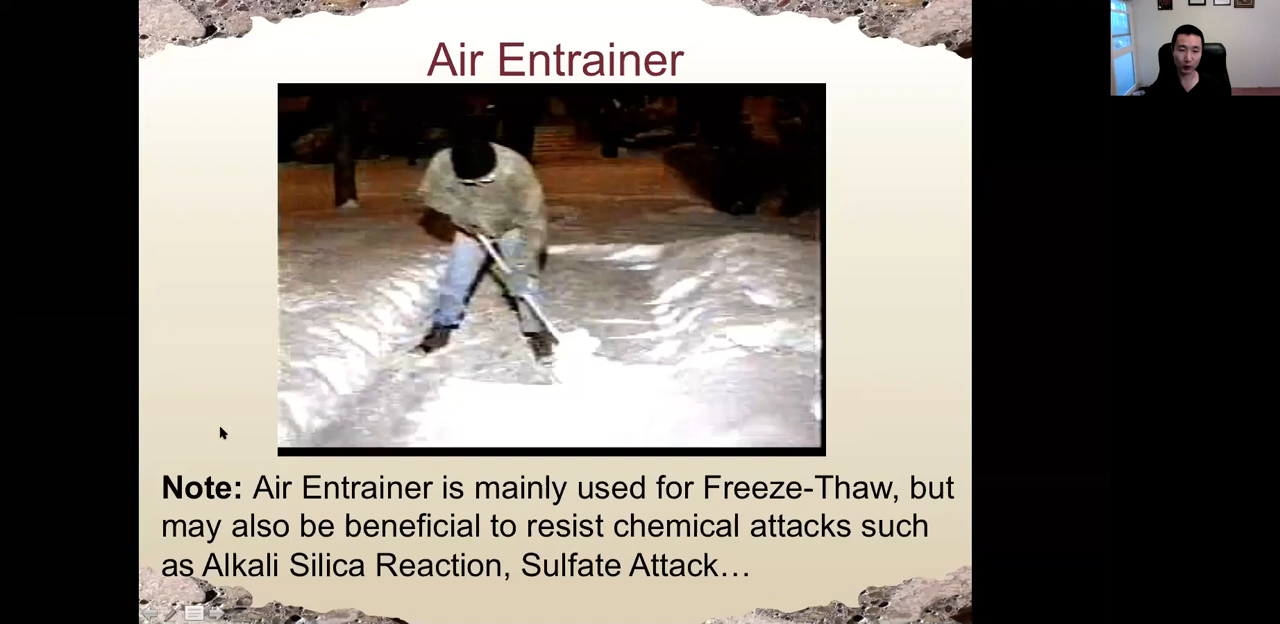 Air Entrainer
Note: Air Entrainer is mainly used for Freeze-Thaw, but
may also be beneficial to resist chemical attacks such
as Alkali Silica Reaction, Sulfate Attack…